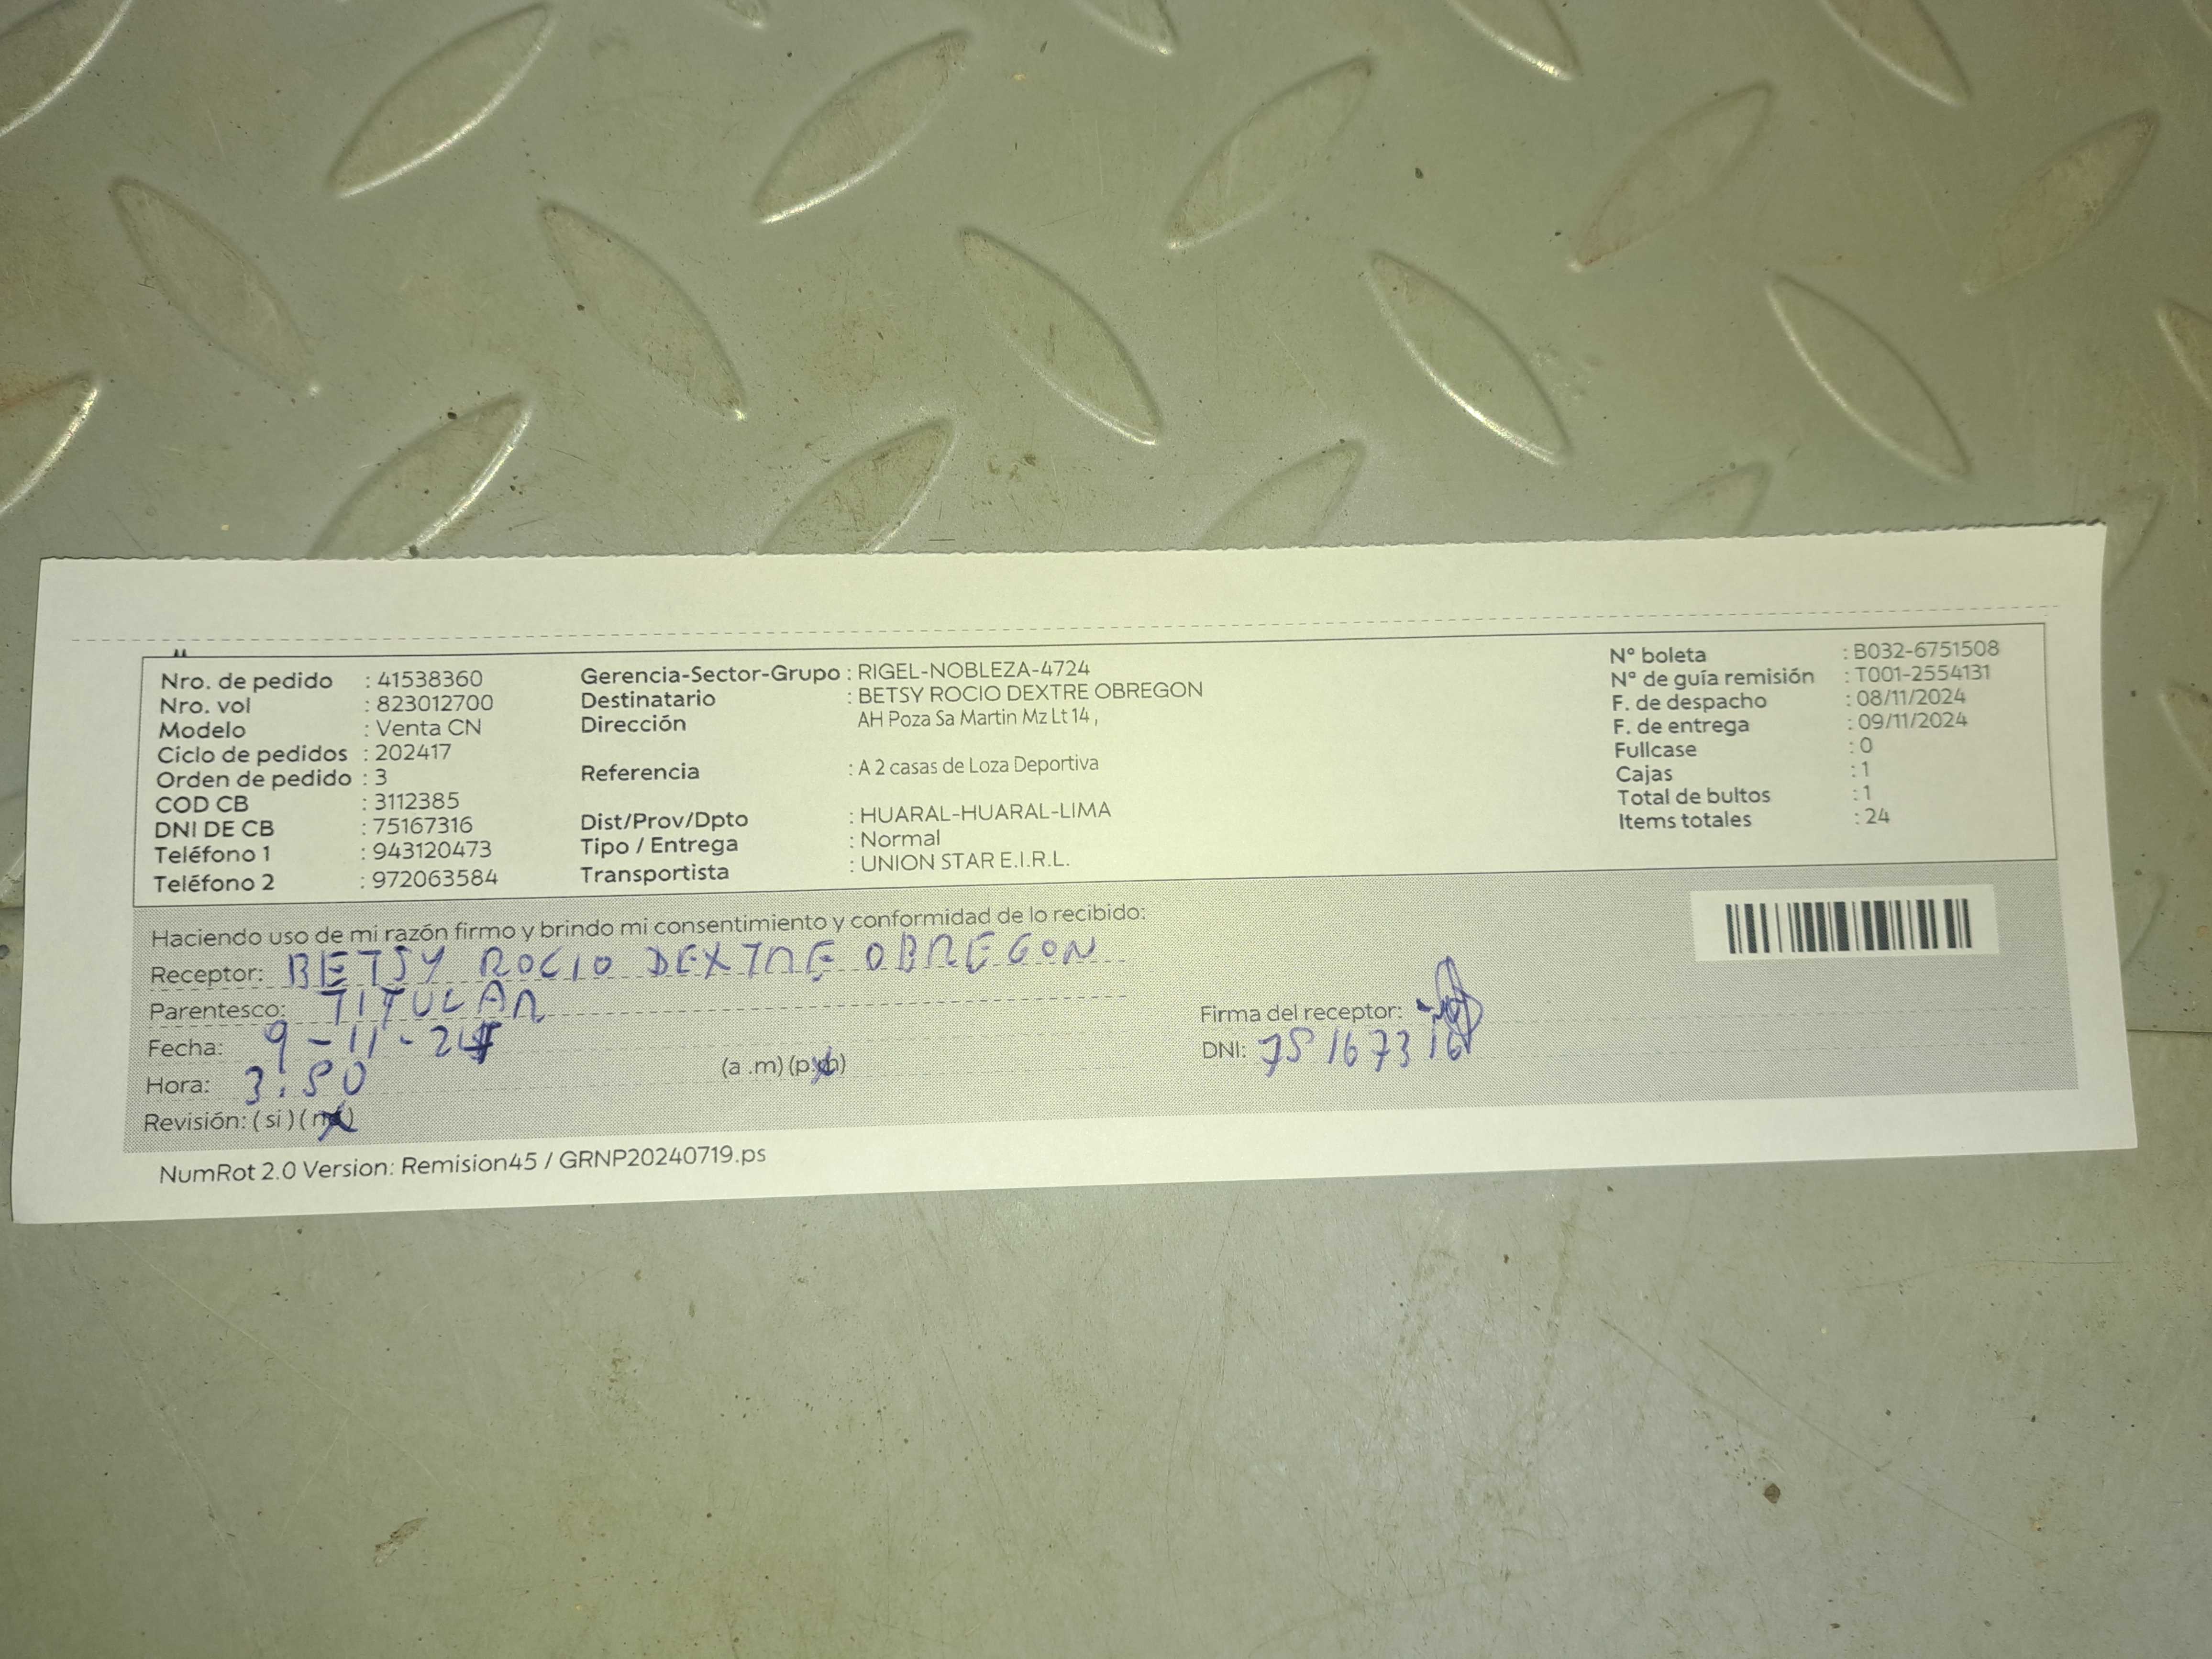 Nro. de pedido : 41538360
Nro. vol : 823012700
Modelo : Venta CN
Ciclo de pedidos : 202417
Orden de pedido : 3
COD CB : 3112385
DNI DE CB : 75167316
Teléfono 1 : 943120473
Teléfono 2 : 972063584
Gerencia-Sector-Grupo : RIGEL-NOBLEZA-4724
Destinatario : BETSY ROCIO DEXTRE OBREGON
Dirección AH Poza Sa Martin Mz Lt 14 ,
Referencia : A 2 casas de Loza Deportiva
Dist/Prov/Dpto : HUARAL-HUARAL-LIMA
Tipo / Entrega : Normal
Transportista : UNION STAR E.I.R.L.
N° boleta : B032-6751508
N° de guía remisión : T001-2554131
F. de despacho : 08/11/2024
F. de entrega : 09/11/2024
Fullcase : 0
Cajas : 1
Total de bultos : 1
Items totales : 24
Haciendo uso de mi razón firmo y brindo mi consentimiento y conformidad de lo recibido:
Receptor: BETSY ROCIO DEXTRE OBREGON
Parentesco: TITULAR
Fecha: 9-11-24
Hora: 3:50 (a .m) (p.m)
Revisión: ( si ) ( no )
Firma del receptor:
DNI: 75167316
NumRot 2.0 Version: Remision45 / GRNP20240719.ps